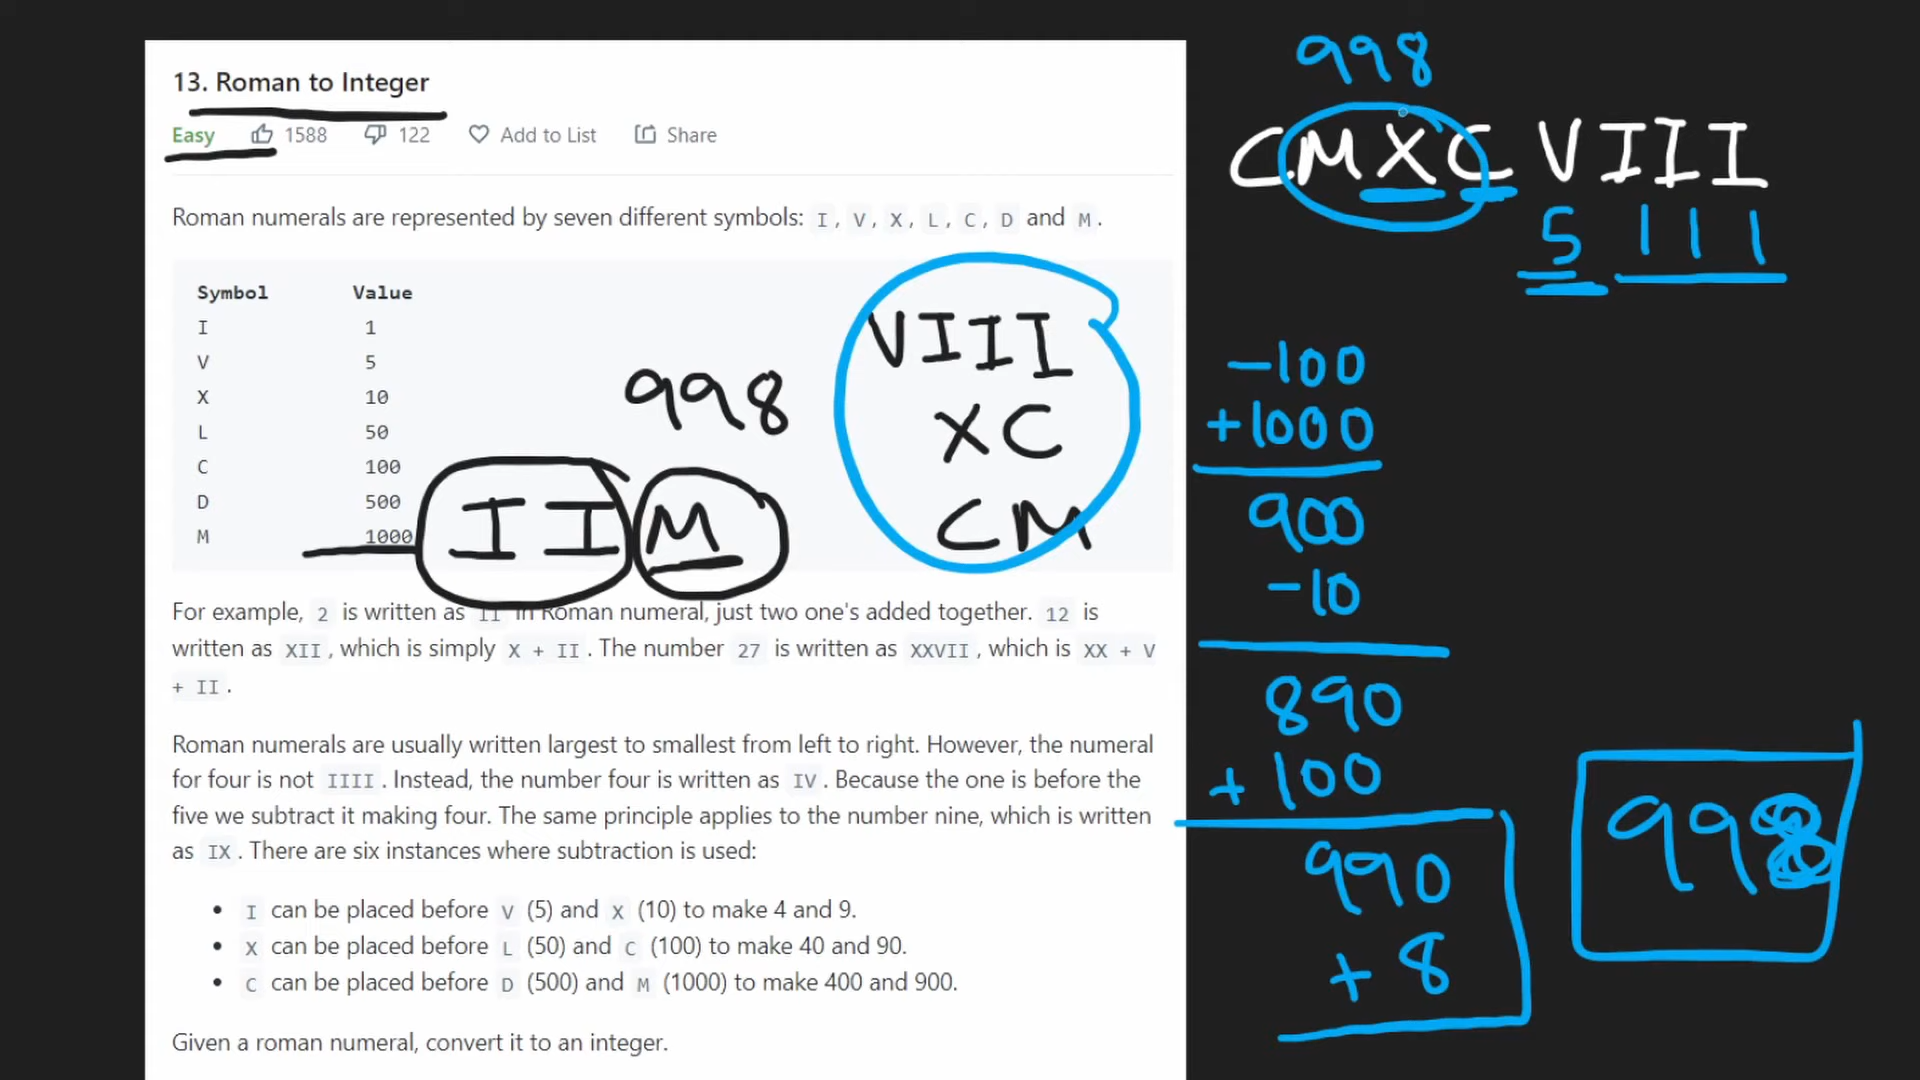 13. Roman to Integer
Easy 1588 122 Add to List Share
Roman numerals are represented by seven different symbols: I, V, X, L, C, D and M.
Symbol Value
I 1
V 5
X 10
L 50
C 100
D 500
M 1000
998
II M
VIII
XC
CM
For example, 2 is written as II in Roman numeral, just two one's added together. 12 is
written as XII, which is simply X + II. The number 27 is written as XXVII, which is XX + V
+ II.
Roman numerals are usually written largest to smallest from left to right. However, the numeral
for four is not IIII. Instead, the number four is written as IV. Because the one is before the
five we subtract it making four. The same principle applies to the number nine, which is written
as IX. There are six instances where subtraction is used:
• I can be placed before V (5) and X (10) to make 4 and 9.
• X can be placed before L (50) and C (100) to make 40 and 90.
• C can be placed before D (500) and M (1000) to make 400 and 900.
Given a roman numeral, convert it to an integer.
998
CMXCVIII
5 1 1 1
-100
+1000
900
-10
890
+100
990
+8
998